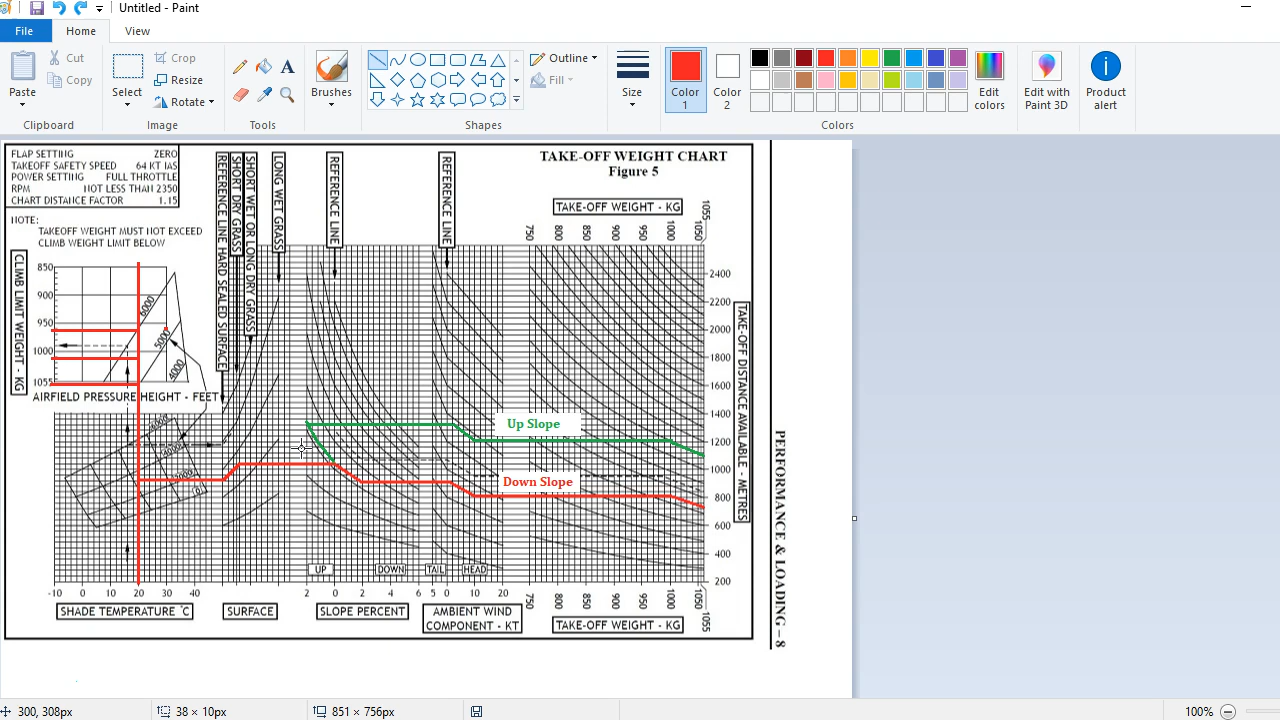 Untitled - Paint
File
Home
View
Paste
Cut
Copy
Clipboard
Select
Crop
Resize
Rotate
Image
A
Tools
Brushes
Outline
Fill
Shapes
Size
Color
1
Color
2
Edit
colors
Colors
Edit with
Paint 3D
Product
alert
FLAP SETTING ZERO
TAKEOFF SAFETY SPEED 64 KT IAS
POWER SETTING FULL THROTTLE
RPM NOT LESS THAN 2350
CHART DISTANCE FACTOR 1.15
NOTE:
TAKEOFF WEIGHT MUST NOT EXCEED
CLIMB WEIGHT LIMIT BELOW
CLIMB LIMIT WEIGHT - KG
850
900
950
1000
1055
6000
5000
4000
AIRFIELD PRESSURE HEIGHT - FEET
REFERENCE LINE HARD SEALED SURFACE
SHORT DRY GRASS
SHORT WET OR LONG DRY GRASS
LONG WET GRASS
REFERENCE LINE
REFERENCE LINE
TAKE-OFF WEIGHT CHART
Figure 5
TAKE-OFF WEIGHT - KG
750
800
850
900
950
1000
1050
1055
2400
2200
2000
1800
1600
1400
1200
1000
800
600
400
200
TAKE-OFF DISTANCE AVAILABLE - METRES
PERFORMANCE & LOADING – 8
Up Slope
Down Slope
0
UP
DOWN
TAIL
HEAD
-10 0 10 20 40
2 0 2 4 6
5 0 10 20
750
800
850
900
950
1000
1050
1055
SHADE TEMPERATURE °C
SURFACE
SLOPE PERCENT
AMBIENT WIND
COMPONENT - KT
TAKE-OFF WEIGHT - KG
300, 308px
38 × 10px
851 × 756px
100%